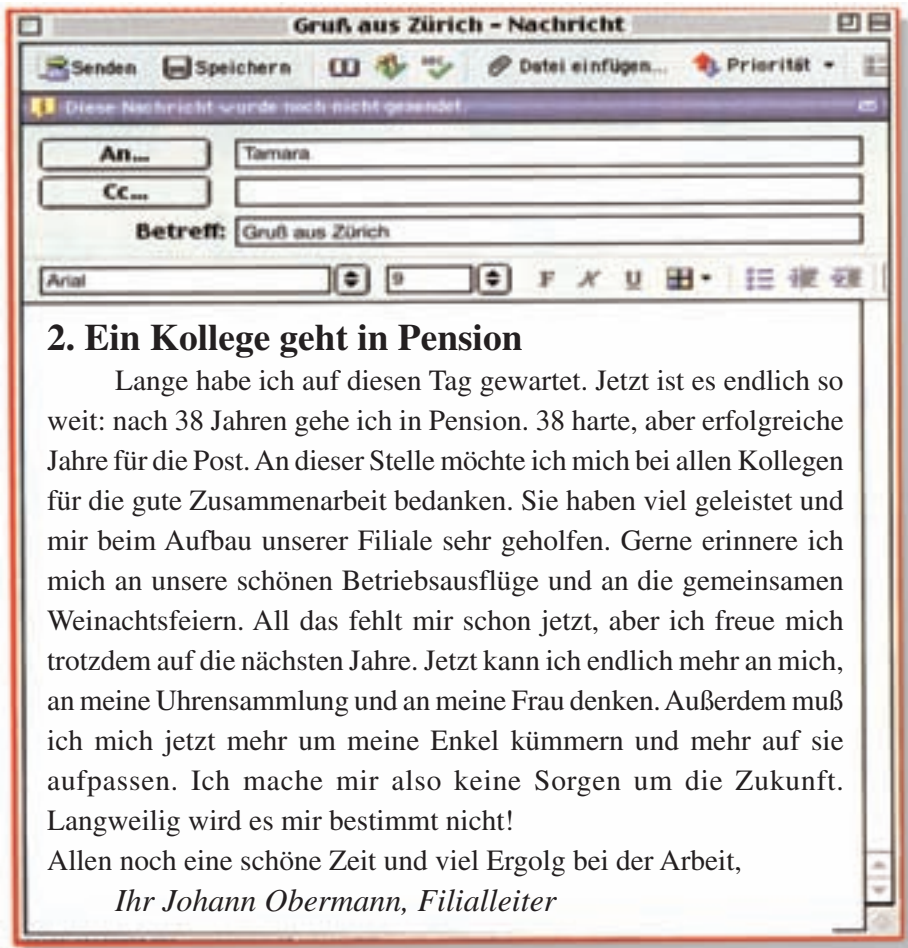 Gruß aus Zürich – Nachricht
Senden Speichern Datei einfügen... Priorität
Diese Nachricht wurde noch nicht gesendet.
An...
Tamara
Cc...
Betreff:
Gruß aus Zürich
Arial 9 F K U
2. Ein Kollege geht in Pension
Lange habe ich auf diesen Tag gewartet. Jetzt ist es endlich so
weit: nach 38 Jahren gehe ich in Pension. 38 harte, aber erfolgreiche
Jahre für die Post. An dieser Stelle möchte ich mich bei allen Kollegen
für die gute Zusammenarbeit bedanken. Sie haben viel geleistet und
mir beim Aufbau unserer Filiale sehr geholfen. Gerne erinnere ich
mich an unsere schönen Betriebsausflüge und an die gemeinsamen
Weinachtsfeiern. All das fehlt mir schon jetzt, aber ich freue mich
trotzdem auf die nächsten Jahre. Jetzt kann ich endlich mehr an mich,
an meine Uhrensammlung und an meine Frau denken. Außerdem muß
ich mich jetzt mehr um meine Enkel kümmern und mehr auf sie
aufpassen. Ich mache mir also keine Sorgen um die Zukunft.
Langweilig wird es mir bestimmt nicht!
Allen noch eine schöne Zeit und viel Ergolg bei der Arbeit,
Ihr Johann Obermann, Filialleiter